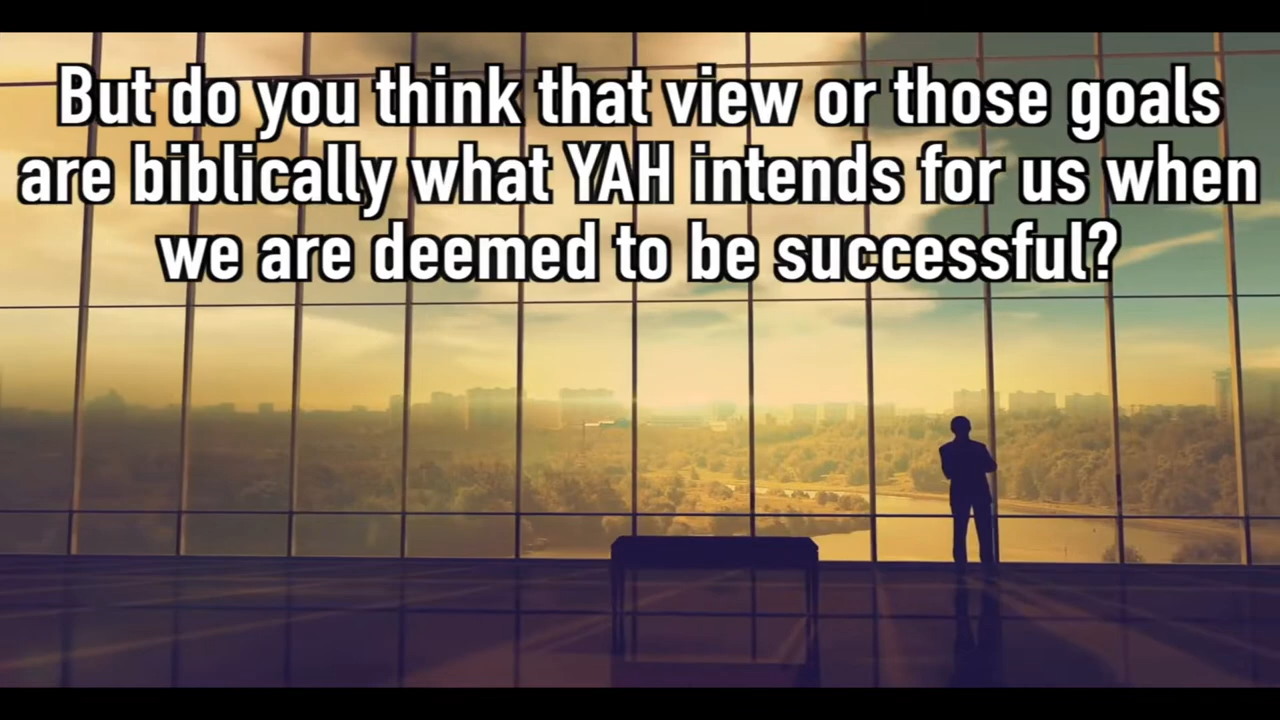 But do you think that view or those goals
are biblically what YAH intends for us when
we are deemed to be successful?